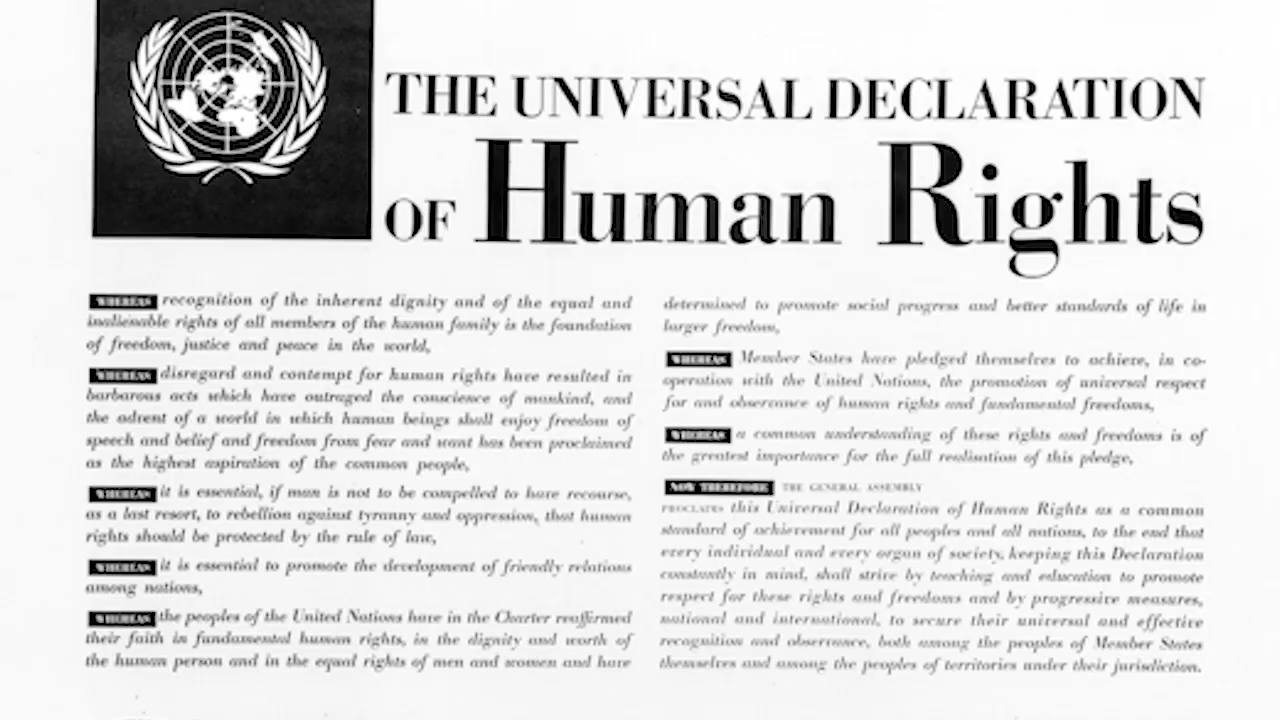 THE UNIVERSAL DECLARATION
OF Human Rights
WHEREAS recognition of the inherent dignity and of the equal and
inalienable rights of all members of the human family is the foundation
of freedom, justice and peace in the world,
WHEREAS disregard and contempt for human rights have resulted in
barbarous acts which have outraged the conscience of mankind, and
the advent of a world in which human beings shall enjoy freedom of
speech and belief and freedom from fear and want has been proclaimed
as the highest aspiration of the common people,
WHEREAS it is essential, if man is not to be compelled to have recourse,
as a last resort, to rebellion against tyranny and oppression, that human
rights should be protected by the rule of law,
WHEREAS it is essential to promote the development of friendly relations
among nations,
WHEREAS the peoples of the United Nations have in the Charter reaffirmed
their faith in fundamental human rights, in the dignity and worth of
the human person and in the equal rights of men and women and have
determined to promote social progress and better standards of life in
larger freedom,
WHEREAS Member States have pledged themselves to achieve, in co-
operation with the United Nations, the promotion of universal respect
for and observance of human rights and fundamental freedoms,
WHEREAS a common understanding of these rights and freedoms is of
the greatest importance for the full realisation of this pledge,
NOW THEREFORE THE GENERAL ASSEMBLY
PROCLAIMS this Universal Declaration of Human Rights as a common
standard of achievement for all peoples and all nations, to the end that
every individual and every organ of society, keeping this Declaration
constantly in mind, shall strive by teaching and education to promote
respect for these rights and freedoms and by progressive measures,
national and international, to secure their universal and effective
recognition and observance, both among the peoples of Member States
themselves and among the peoples of territories under their jurisdiction.